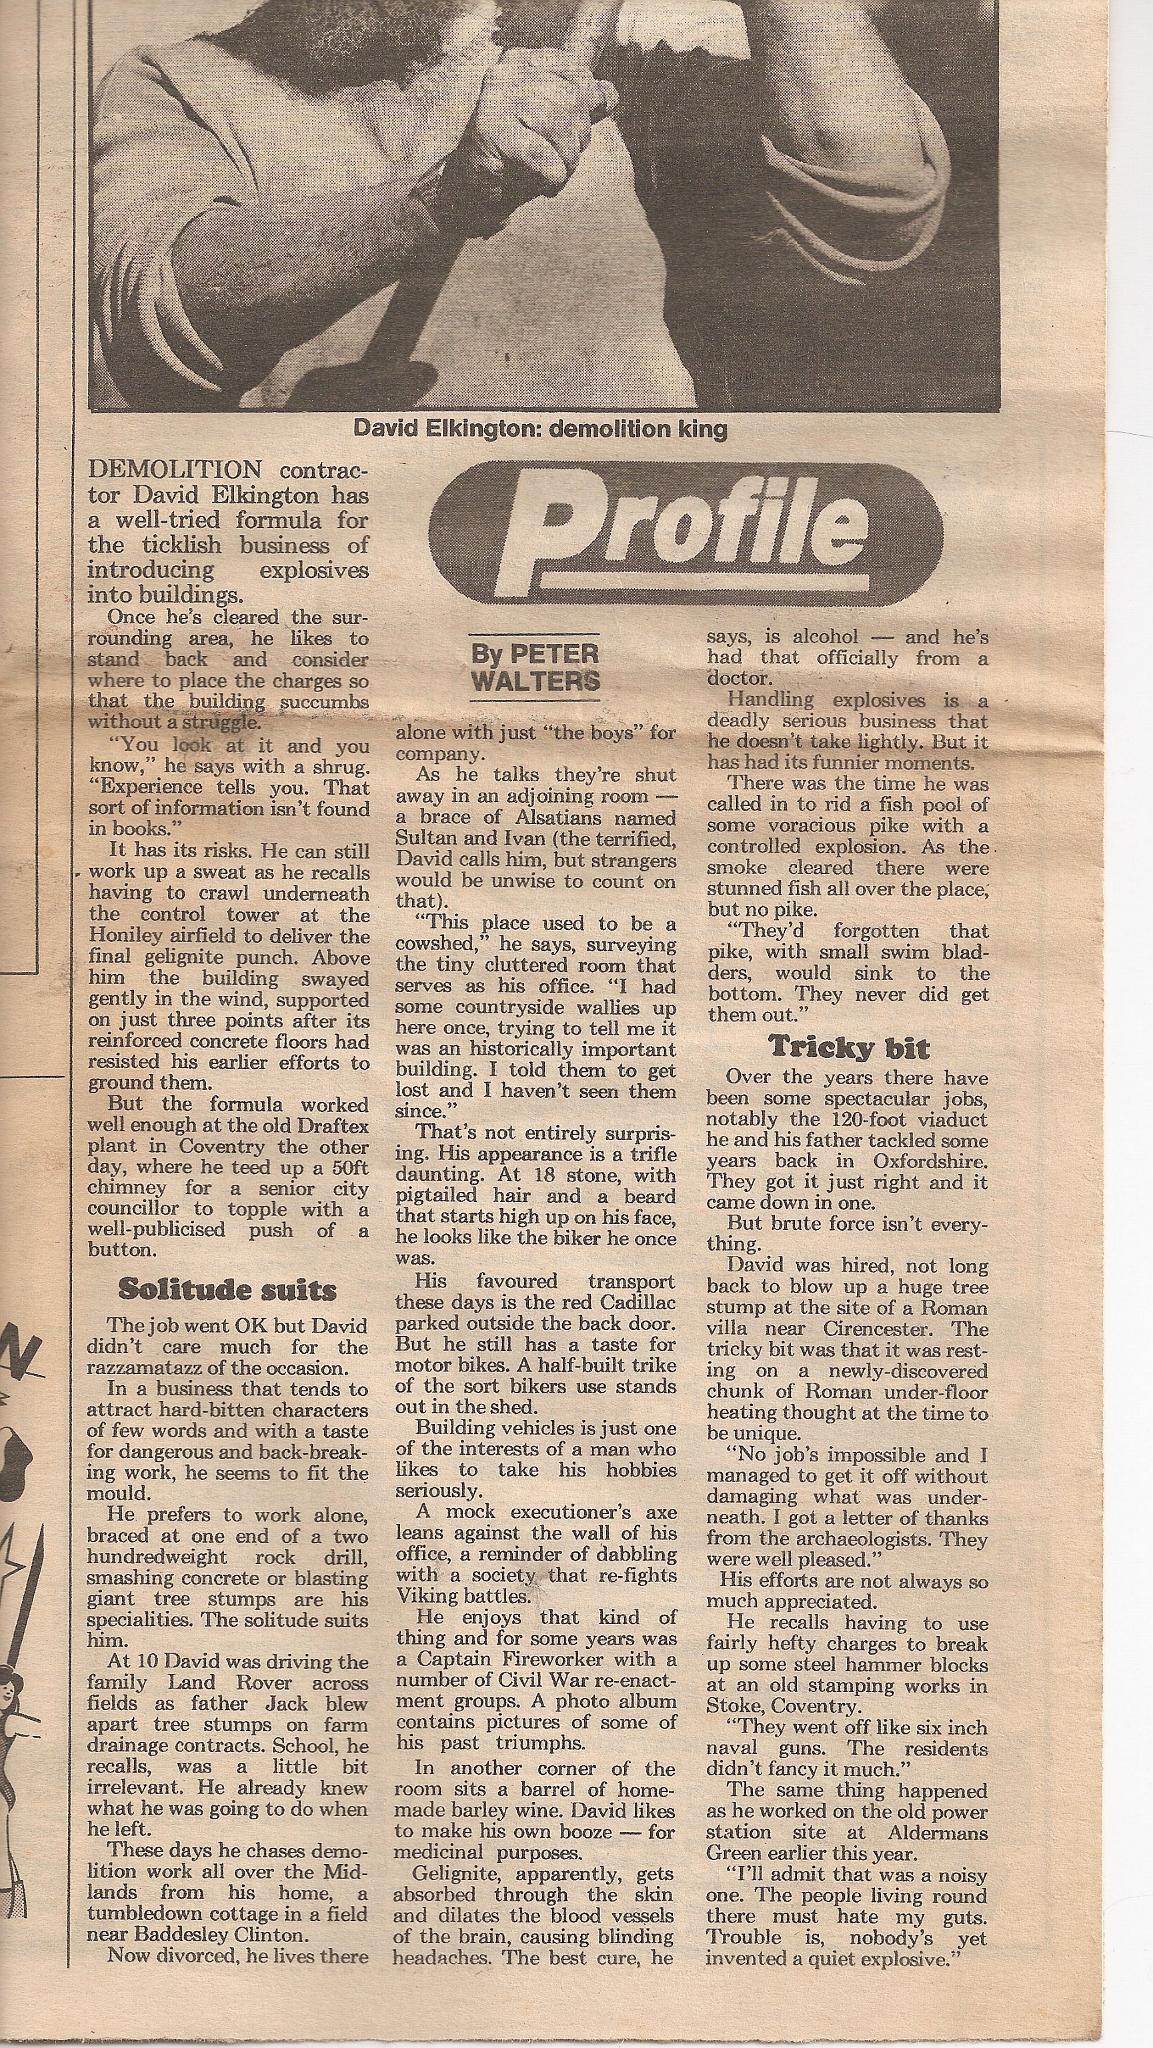 David Elkington: demolition king
DEMOLITION contrac-
tor David Elkington has
a well-tried formula for
the ticklish business of
introducing explosives
into buildings.
Once he's cleared the sur-
rounding area, he likes to
stand back and consider
where to place the charges so
that the building succumbs
without a struggle.
"You look at it and you
know," he says with a shrug.
"Experience tells you. That
sort of information isn't found
in books."
It has its risks. He can still
work up a sweat as he recalls
having to crawl underneath
the control tower at the
Honiley airfield to deliver the
final gelignite punch. Above
him the building swayed
gently in the wind, supported
on just three points after its
reinforced concrete floors had
resisted his earlier efforts to
ground them.
But the formula worked
well enough at the old Draftex
plant in Coventry the other
day, where he teed up a 50ft
chimney for a senior city
councillor to topple with a
well-publicised push of a
button.
Solitude suits
The job went OK but David
didn't care much for the
razzamatazz of the occasion.
In a business that tends to
attract hard-bitten characters
of few words and with a taste
for dangerous and back-break-
ing work, he seems to fit the
mould.
He prefers to work alone,
braced at one end of a two
hundredweight rock drill,
smashing concrete or blasting
giant tree stumps are his
specialities. The solitude suits
him.
At 10 David was driving the
family Land Rover across
fields as father Jack blew
apart tree stumps on farm
drainage contracts. School, he
recalls, was a little bit
irrelevant. He already knew
what he was going to do when
he left.
These days he chases demo-
lition work all over the Mid-
lands from his home, a
tumbledown cottage in a field
near Baddesley Clinton.
Now divorced, he lives there
Profile
By PETER
WALTERS
alone with just "the boys" for
company.
As he talks they're shut
away in an adjoining room —
a brace of Alsatians named
Sultan and Ivan (the terrified,
David calls him, but strangers
would be unwise to count on
that).
"This place used to be a
cowshed," he says, surveying
the tiny cluttered room that
serves as his office. "I had
some countryside wallies up
here once, trying to tell me it
was an historically important
building. I told them to get
lost and I haven't seen them
since."
That's not entirely surpris-
ing. His appearance is a trifle
daunting. At 18 stone, with
pigtailed hair and a beard
that starts high up on his face,
he looks like the biker he once
was.
His favoured transport
these days is the red Cadillac
parked outside the back door.
But he still has a taste for
motor bikes. A half-built trike
of the sort bikers use stands
out in the shed.
Building vehicles is just one
of the interests of a man who
likes to take his hobbies
seriously.
A mock executioner's axe
leans against the wall of his
office, a reminder of dabbling
with a society that re-fights
Viking battles.
He enjoys that kind of
thing and for some years was
a Captain Fireworker with a
number of Civil War re-enact-
ment groups. A photo album
contains pictures of some of
his past triumphs.
In another corner of the
room sits a barrel of home-
made barley wine. David likes
to make his own booze — for
medicinal purposes.
Gelignite, apparently, gets
absorbed through the skin
and dilates the blood vessels
of the brain, causing blinding
headaches. The best cure, he
says, is alcohol — and he's
had that officially from a
doctor.
Handling explosives is a
deadly serious business that
he doesn't take lightly. But it
has had its funnier moments.
There was the time he was
called in to rid a fish pool of
some voracious pike with a
controlled explosion. As the
smoke cleared there were
stunned fish all over the place,
but no pike.
"They'd forgotten that
pike, with small swim blad-
ders, would sink to the
bottom. They never did get
them out."
Tricky bit
Over the years there have
been some spectacular jobs,
notably the 120-foot viaduct
he and his father tackled some
years back in Oxfordshire.
They got it just right and it
came down in one.
But brute force isn't every-
thing.
David was hired, not long
back to blow up a huge tree
stump at the site of a Roman
villa near Cirencester. The
tricky bit was that it was rest-
ing on a newly-discovered
chunk of Roman under-floor
heating thought at the time to
be unique.
"No job's impossible and I
managed to get it off without
damaging what was under-
neath. I got a letter of thanks
from the archaeologists. They
were well pleased."
His efforts are not always so
much appreciated.
He recalls having to use
fairly hefty charges to break
up some steel hammer blocks
at an old stamping works in
Stoke, Coventry.
"They went off like six inch
naval guns. The residents
didn't fancy it much."
The same thing happened
as he worked on the old power
station site at Aldermans
Green earlier this year.
"I'll admit that was a noisy
one. The people living round
there must hate my guts.
Trouble is, nobody's yet
invented a quiet explosive."